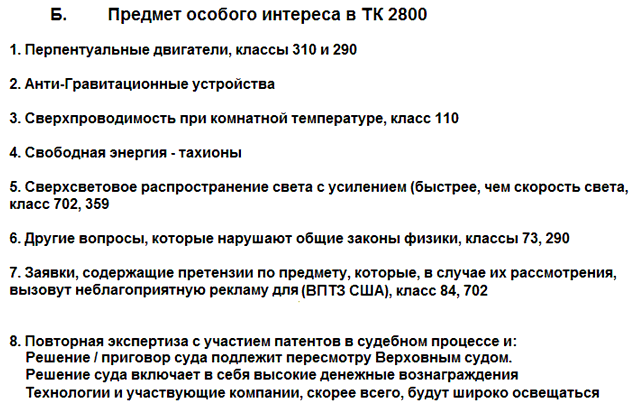 Б. Предмет особого интереса в ТК 2800
1. Перпентуальные двигатели, классы 310 и 290
2. Анти-Гравитационные устройства
3. Сверхпроводимость при комнатной температуре, класс 110
4. Свободная энергия - тахионы
5. Сверхсветовое распространение света с усилением (быстрее, чем скорость света,
класс 702, 359
6. Другие вопросы, которые нарушают общие законы физики, классы 73, 290
7. Заявки, содержащие претензии по предмету, которые, в случае их рассмотрения,
вызовут неблагоприятную рекламу для (ВПТЗ США), класс 84, 702
8. Повторная экспертиза с участием патентов в судебном процессе и:
Решение / приговор суда подлежит пересмотру Верховным судом.
Решение суда включает в себя высокие денежные вознаграждения
Технологии и участвующие компании, скорее всего, будут широко освещаться